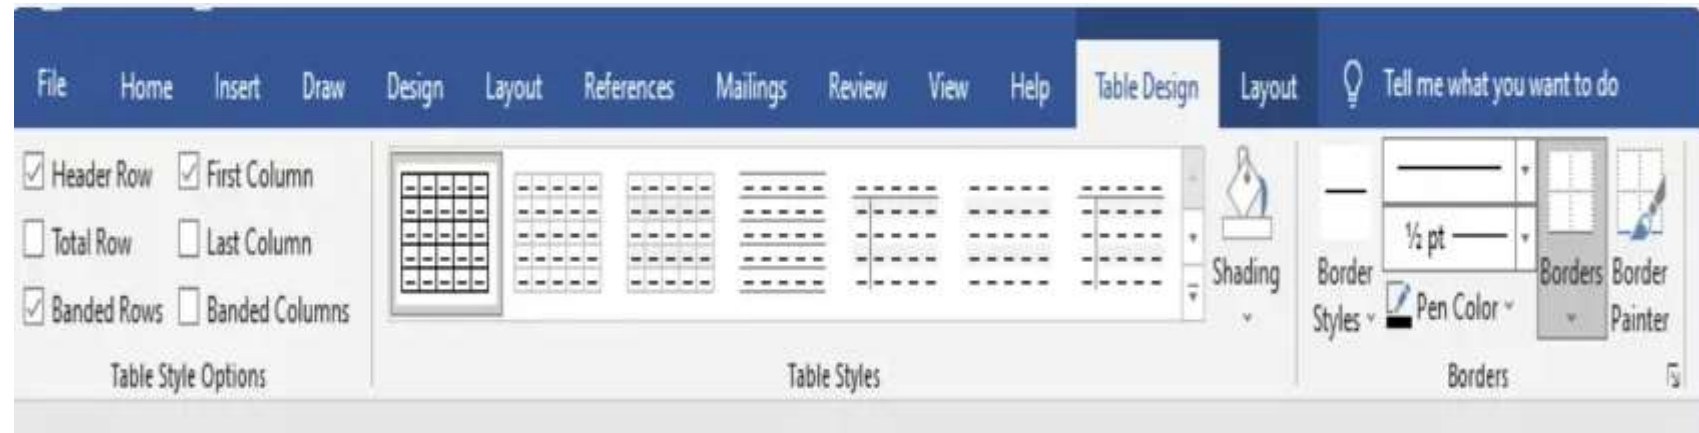 File Home Insert Draw Design Layout References Mailings Review View Help Table Design Layout Tell me what you want to do
Header Row First Column
Total Row Last Column
Banded Rows Banded Columns
Table Style Options
Shading
Table Styles
Border Styles
½ pt
Pen Color
Borders
Border Painter
Borders